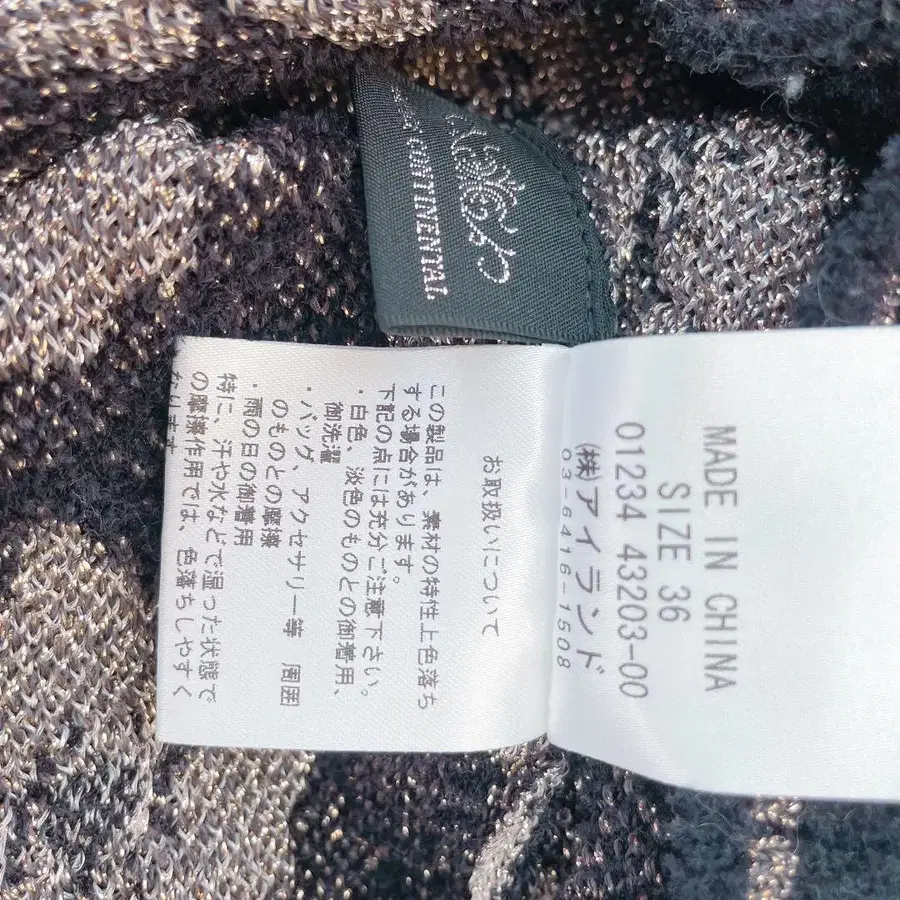 CONTINENTAL
MADE IN CHINA
SIZE 36
01234 43203-00
(株)アイランド
03-6416-1508
お取扱いについて
この製品は、素材の特性上色落ち
する場合があります。
下記の点には充分ご注意下さい。
・白色、淡色のものとの御着用、
御洗濯
・バッグ、アクセサリー等 周囲
のものとの摩擦
・雨の日の御着用
特に、汗や水などで湿った状態で
の摩擦作用では、色落ちしやすく
なります